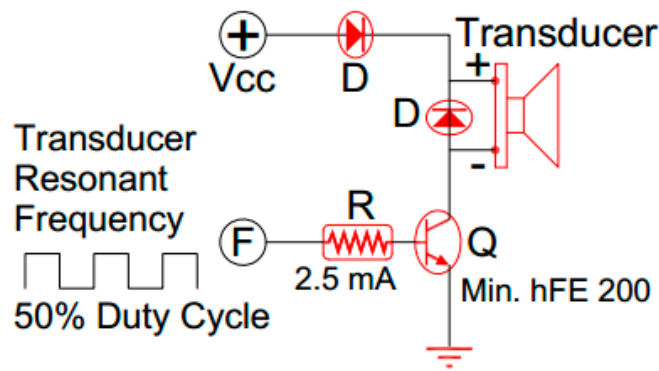 +
Vcc
D
Transducer
+
D
-
Transducer
Resonant
Frequency
F
R
2.5 mA
Q
Min. hFE 200
50% Duty Cycle